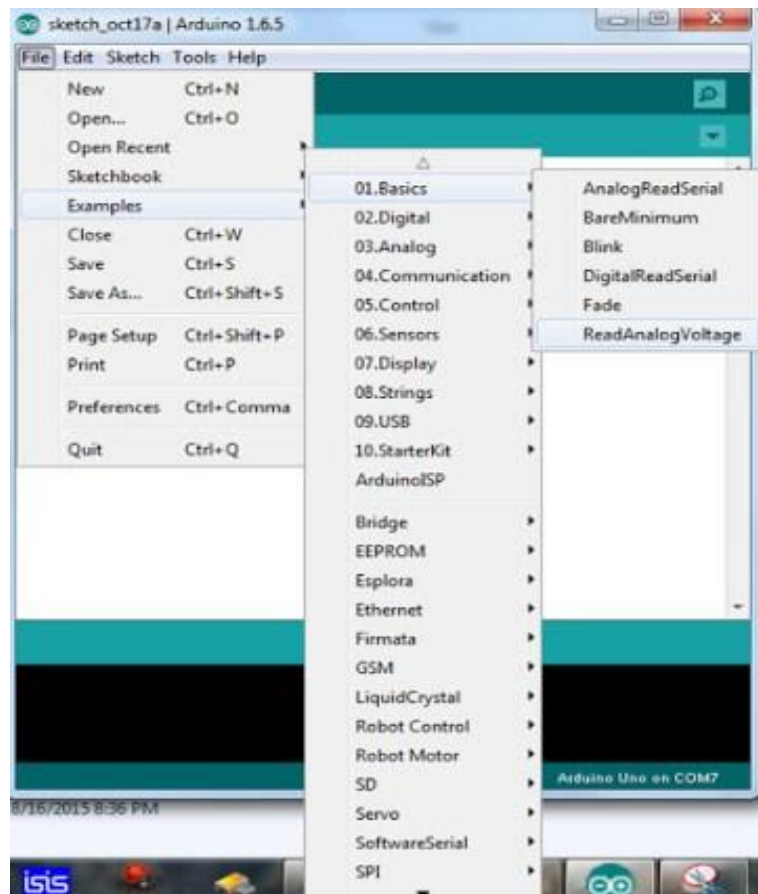 sketch_oct17a | Arduino 1.6.5
File Edit Sketch Tools Help
New Ctrl+N
Open... Ctrl+O
Open Recent
Sketchbook
Examples
Close Ctrl+W
Save Ctrl+S
Save As... Ctrl+Shift+S
Page Setup Ctrl+Shift+P
Print Ctrl+P
Preferences Ctrl+Comma
Quit Ctrl+Q
01.Basics
02.Digital
03.Analog
04.Communication
05.Control
06.Sensors
07.Display
08.Strings
09.USB
10.StarterKit
ArduinoISP
Bridge
EEPROM
Esplora
Ethernet
Firmata
GSM
LiquidCrystal
Robot Control
Robot Motor
SD
Servo
SoftwareSerial
SPI
AnalogReadSerial
BareMinimum
Blink
DigitalReadSerial
Fade
ReadAnalogVoltage
Arduino Uno on COM7
8/16/2015 8:36 PM
isis